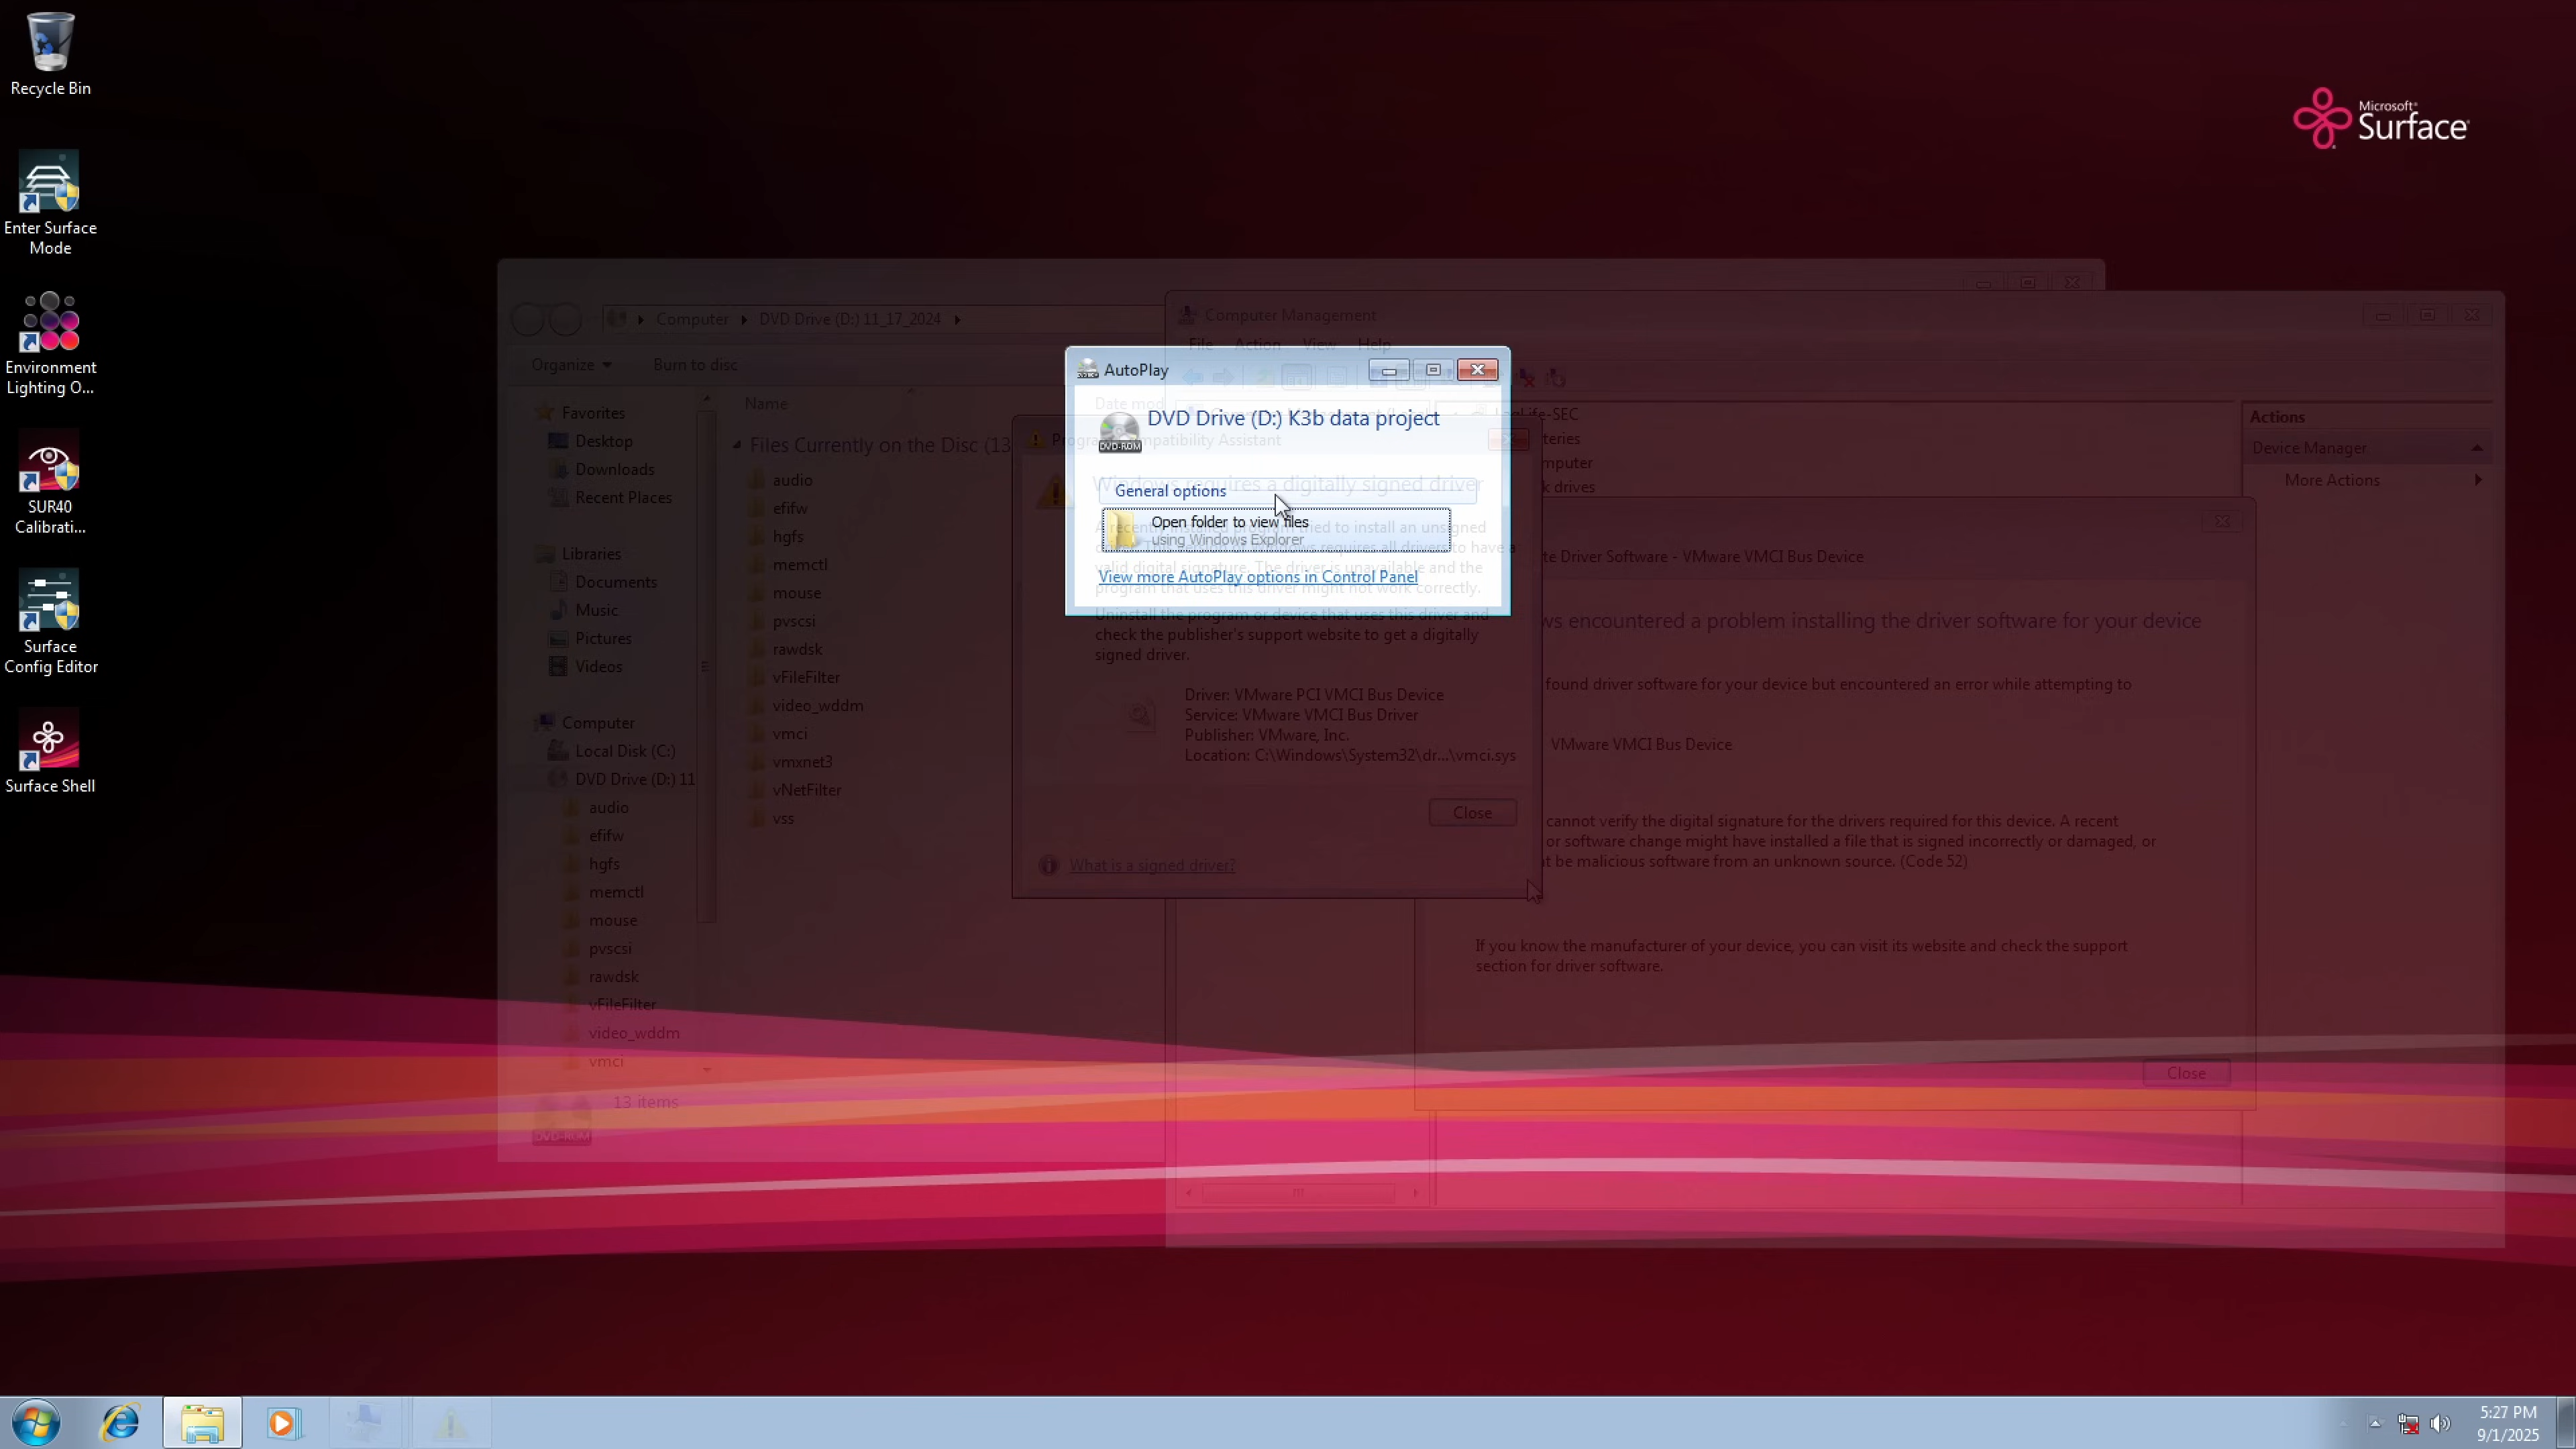 Recycle Bin
Enter Surface
Mode
Environment
Lighting O...
SUR40
Calibrati...
Surface
Config Editor
Surface Shell
Microsoft®
Surface®
Computer
DVD Drive (D:) 11_17_2024
Organize
Burn to disc
Favorites
Desktop
Downloads
Recent Places
Libraries
Documents
Music
Pictures
Videos
Computer
Local Disk (C:)
DVD Drive (D:) 11
audio
efifw
hgfs
memctl
mouse
pvscsi
rawdsk
vFileFilter
video_wddm
vmci
13 items
DVD-ROM
Name
Date mod
Files Currently on the Disc (13
audio
efifw
hgfs
memctl
mouse
pvscsi
rawdsk
vFileFilter
video_wddm
vmci
vmxnet3
vNetFilter
vss
Computer Management
File Action View Help
Actions
Device Manager
More Actions
AutoPlay
DVD Drive (D:) K3b data project
DVD-ROM
General options
Open folder to view files
using Windows Explorer
View more AutoPlay options in Control Panel
Windows requires a digitally signed driver
A recently installed program tried to install an unsigned
valid digital signature. The driver is unavailable and the
program that uses this driver might not work correctly.
Uninstall the program or device that uses this driver and
check the publisher's support website to get a digitally
signed driver.
Driver: VMware PCI VMCI Bus Device
Service: VMware VMCI Bus Driver
Publisher: VMware, Inc.
Location: C:\Windows\System32\dr...\vmci.sys
Close
What is a signed driver?
te Driver Software - VMware VMCI Bus Device
ws encountered a problem installing the driver software for your device
found driver software for your device but encountered an error while attempting to
VMware VMCI Bus Device
cannot verify the digital signature for the drivers required for this device. A recent
or software change might have installed a file that is signed incorrectly or damaged, or
t be malicious software from an unknown source. (Code 52)
If you know the manufacturer of your device, you can visit its website and check the support
section for driver software.
Close
5:27 PM
9/1/2025